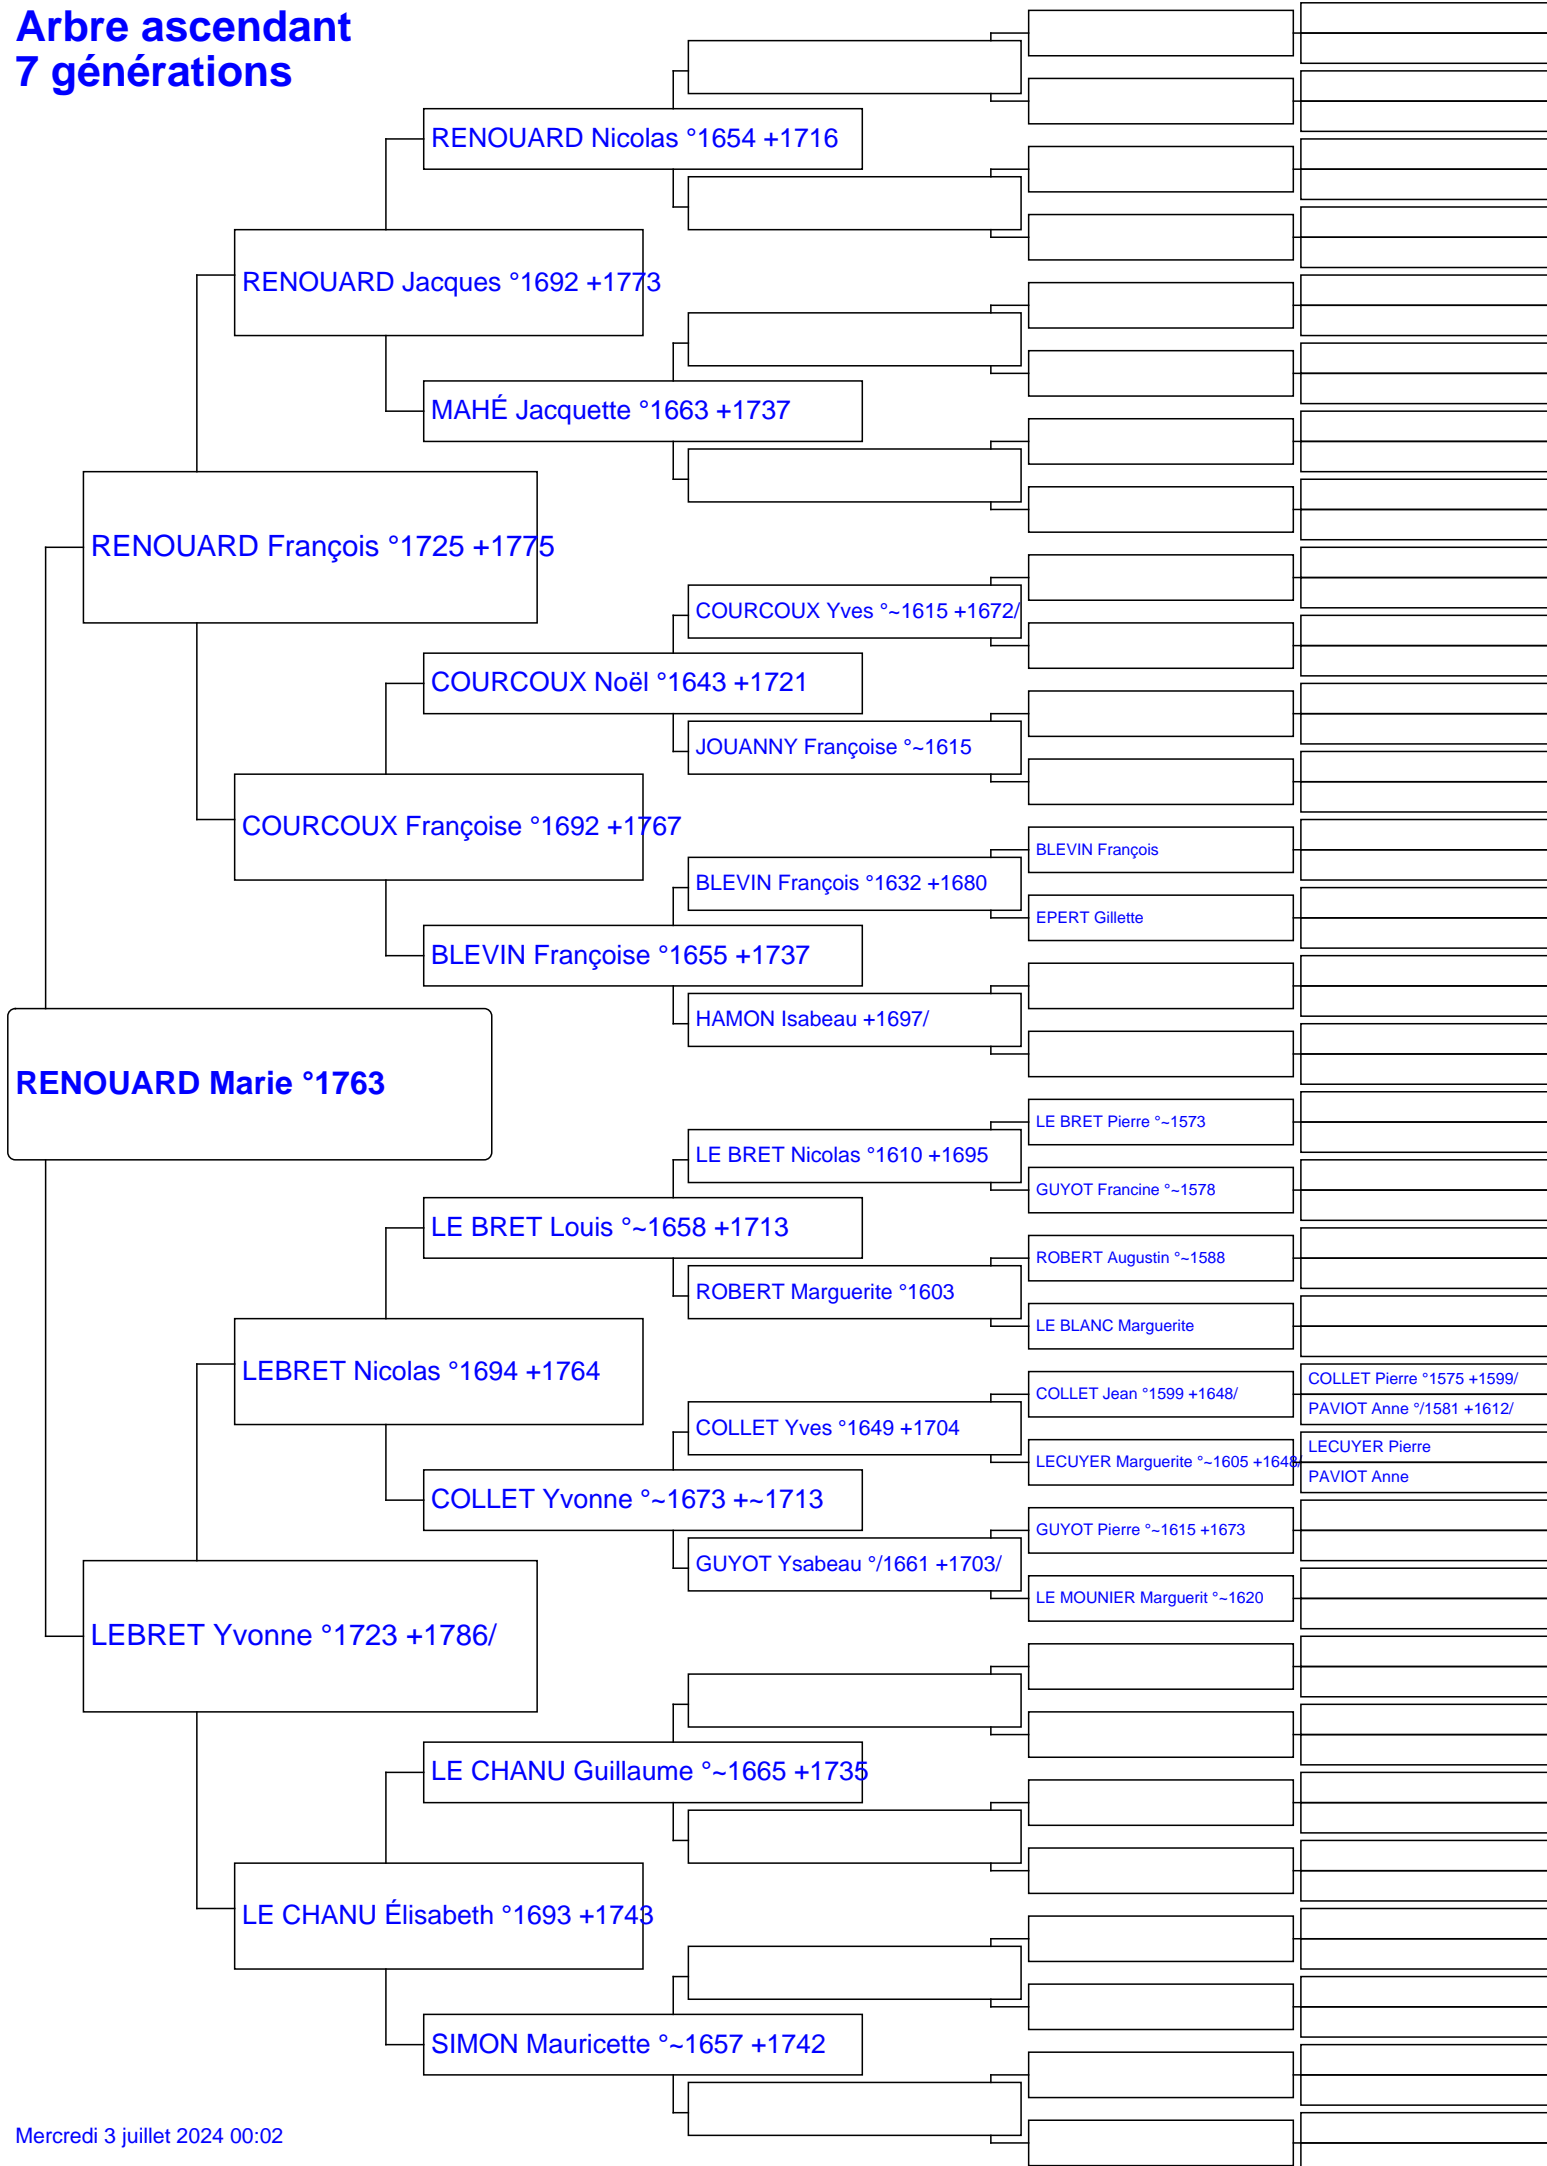 Arbre ascendant
7 générations
RENOUARD Nicolas °1654 +1716
RENOUARD Jacques °1692 +1773
MAHÉ Jacquette °1663 +1737
RENOUARD François °1725 +1775
COURCOUX Yves °~1615 +1672/
COURCOUX Noël °1643 +1721
JOUANNY Françoise °~1615
COURCOUX Françoise °1692 +1767
BLEVIN François
BLEVIN François °1632 +1680
EPERT Gillette
BLEVIN Françoise °1655 +1737
HAMON Isabeau +1697/
RENOUARD Marie °1763
LE BRET Pierre °~1573
LE BRET Nicolas °1610 +1695
GUYOT Francine °~1578
LE BRET Louis °~1658 +1713
ROBERT Augustin °~1588
ROBERT Marguerite °1603
LE BLANC Marguerite
LEBRET Nicolas °1694 +1764
COLLET Pierre °1575 +1599/
COLLET Jean °1599 +1648/
PAVIOT Anne °/1581 +1612/
COLLET Yves °1649 +1704
LECUYER Pierre
LECUYER Marguerite °~1605 +1648/
PAVIOT Anne
COLLET Yvonne °~1673 +~1713
GUYOT Pierre °~1615 +1673
GUYOT Ysabeau °/1661 +1703/
LE MOUNIER Marguerit °~1620
LEBRET Yvonne °1723 +1786/
LE CHANU Guillaume °~1665 +1735
LE CHANU Élisabeth °1693 +1743
SIMON Mauricette °~1657 +1742
Mercredi 3 juillet 2024 00:02